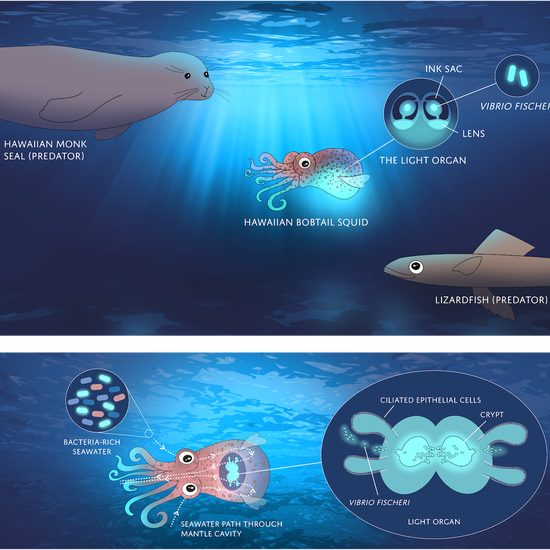 INK SAC
VIBRIO FISCHER
HAWAIIAN MONK
SEAL (PREDATOR)
LENS
THE LIGHT ORGAN
HAWAIIAN BOBTAIL SQUID
LIZARDFISH (PREDATOR)
CILIATED EPITHELIAL CELLS
CRYPT
BACTERIA-RICH
SEAWATER
VIBRIO FISCHERI
SEAWATER PATH THROUGH
MANTLE CAVITY
LIGHT ORGAN